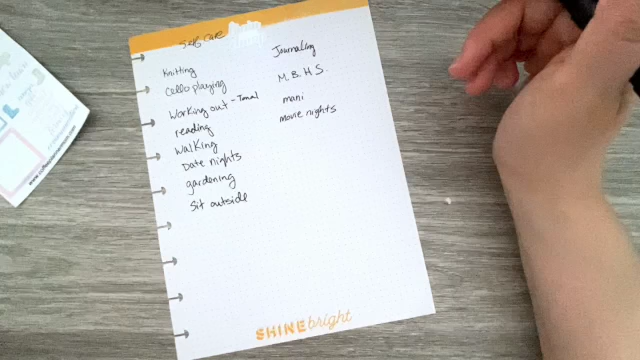 Self care
Knitting
Cello playing
Working out - Tonal
reading
Walking
Date nights
gardening
Sit outside
Journaling
M.B.H.S.
mani
movie nights
SHINE bright